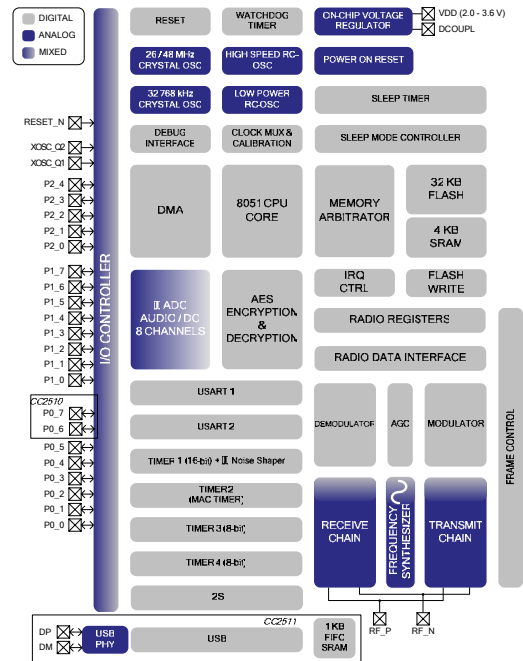 DIGITAL
ANALOG
MIXED
RESET
WATCHDOG
TIMER
ON-CHIP VOLTAGE
REGULATOR
VDD (2.0 - 3.6 V)
DCOUPL
26 / 48 MHz
CRYSTAL OSC
HIGH SPEED RC-
OSC
POWER ON RESET
32 768 kHz
CRYSTAL OSC
LOW POWER
RC-OSC
SLEEP TIMER
DEBUG
INTERFACE
CLOCK MUX &
CALIBRATION
SLEEP MODE CONTROLLER
RESET_N
XOSC_Q2
XOSC_Q1
P2_4
P2_3
P2_2
P2_1
P2_0
P1_7
P1_6
P1_5
P1_4
P1_3
P1_2
P1_1
P1_0
CC2510
P0_7
P0_6
P0_5
P0_4
P0_3
P0_2
P0_1
P0_0
I/O CONTROLLER
DMA
8051 CPU
CORE
MEMORY
ARBITRATOR
32 KB
FLASH
4 KB
SRAM
ADC
AUDIO / DC
8 CHANNELS
AES
ENCRYPTION
&
DECRYPTION
IRQ
CTRL
FLASH
WRITE
RADIO REGISTERS
RADIO DATA INTERFACE
USART 1
USART 2
TIMER 1 (16-bit) + Noise Shaper
TIMER2
(MAC TIMER)
TIMER 3 (8-bit)
TIMER 4 (8-bit)
2S
DEMODULATOR
AGC
MODULATOR
FRAME CONTROL
RECEIVE
CHAIN
FREQUENCY
SYNTHESIZER
TRANSMIT
CHAIN
RF_P
RF_N
CC2511
DP
DM
USB
PHY
USB
1 KB
FIFC
SRAM